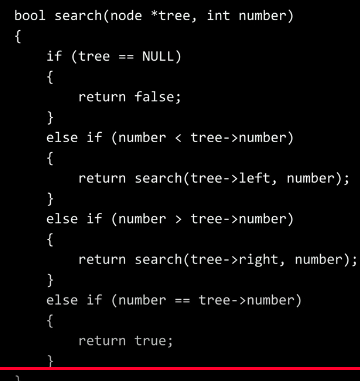 bool search(node *tree, int number)
{
    if (tree == NULL)
    {
        return false;
    }
    else if (number < tree->number)
    {
        return search(tree->left, number);
    }
    else if (number > tree->number)
    {
        return search(tree->right, number);
    }
    else if (number == tree->number)
    {
        return true;
    }
}